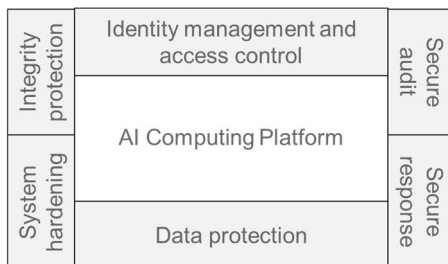 Identity management and
access control
Integrity
protection
Secure
audit
AI Computing Platform
System
hardening
Secure
response
Data protection